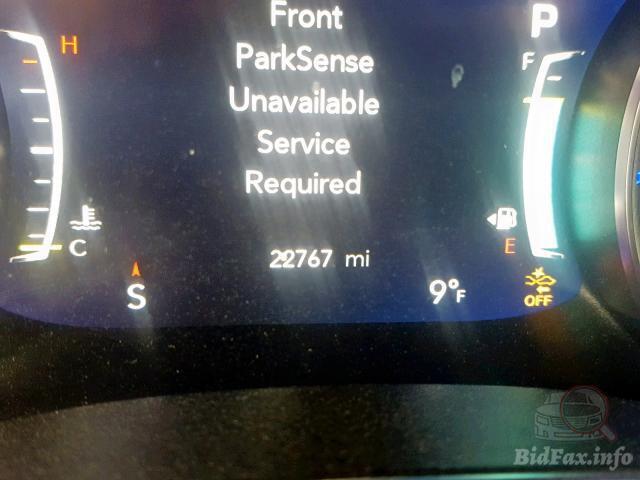 Front
P
H
ParkSense
F
Unavailable
Service
Required
C
E
22767 mi
S
9°F
OFF
BidFax.info